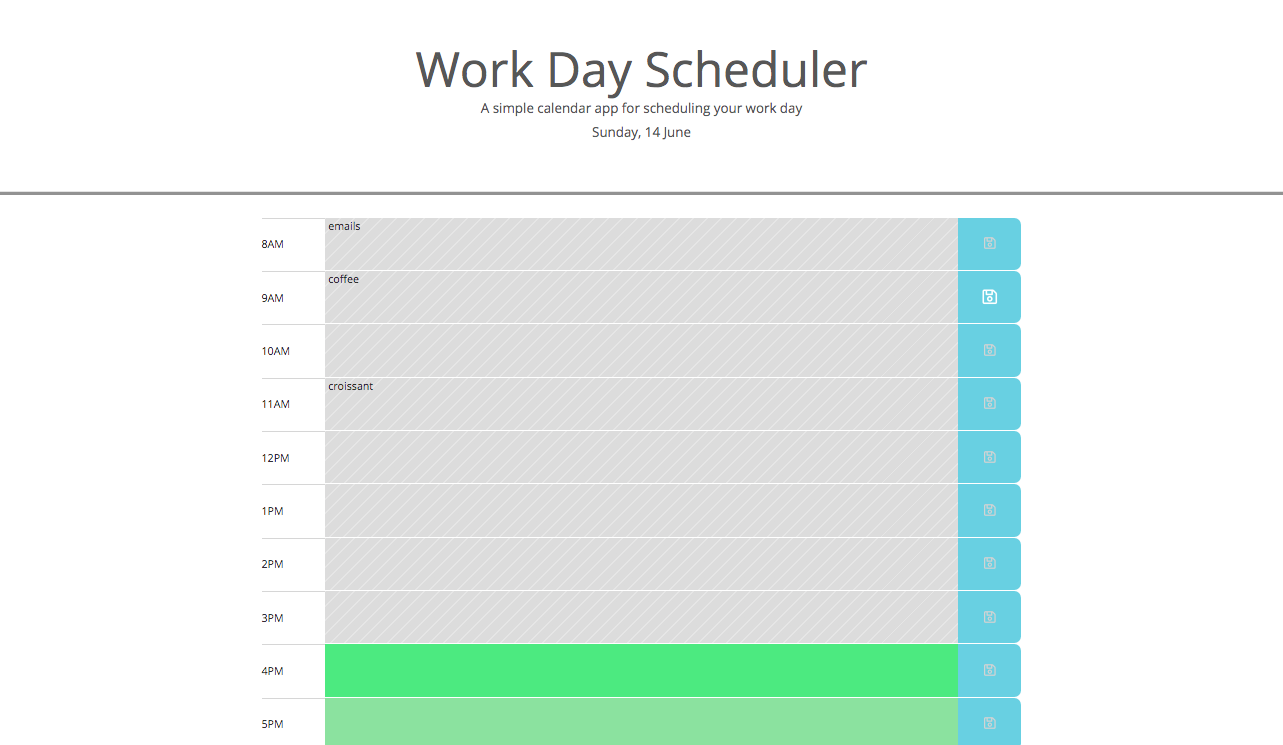 Work Day Scheduler
A simple calendar app for scheduling your work day
Sunday, 14 June
8AM emails
9AM coffee
10AM
11AM croissant
12PM
1PM
2PM
3PM
4PM
5PM